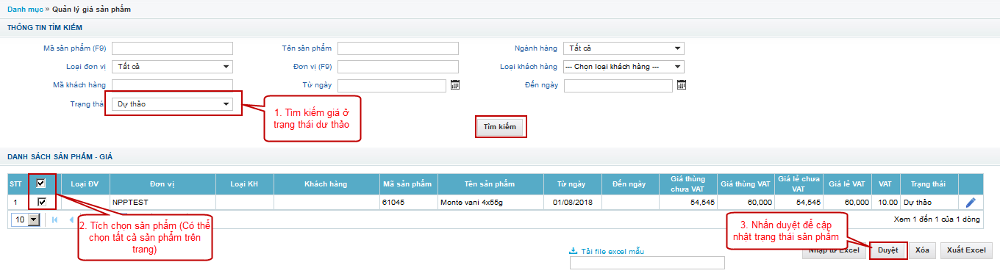 Danh mục » Quản lý giá sản phẩm
THÔNG TIN TÌM KIẾM
Mã sản phẩm (F9) Tên sản phẩm Ngành hàng Tất cả
Loại đơn vị Tất cả Đơn vị (F9) Loại khách hàng --- Chọn loại khách hàng ---
Mã khách hàng Từ ngày Đến ngày
Trạng thái Dự thảo
1. Tìm kiếm giá ở
trạng thái dư thảo
Tìm kiếm
DANH SÁCH SẢN PHẨM - GIÁ
STT Loại ĐV Đơn vị Loại KH Khách hàng Mã sản phẩm Tên sản phẩm Từ ngày Đến ngày Giá thùng chưa VAT Giá thùng VAT Giá lẻ chưa VAT Giá lẻ VAT VAT Trạng thái
1 NPPTEST 61045 Monte vani 4x55g 01/08/2018 54,545 60,000 54,545 60,000 10.00 Dự thảo
10 Xem 1 đến 1 của 1 dòng
2. Tích chọn sản phẩm (Có thể
chọn tất cả sản phẩm trên
trang)
3. Nhấn duyệt để cập
nhật trạng thái sản phẩm
Tải file excel mẫu
Nhập từ Excel Duyệt Xóa Xuất Excel